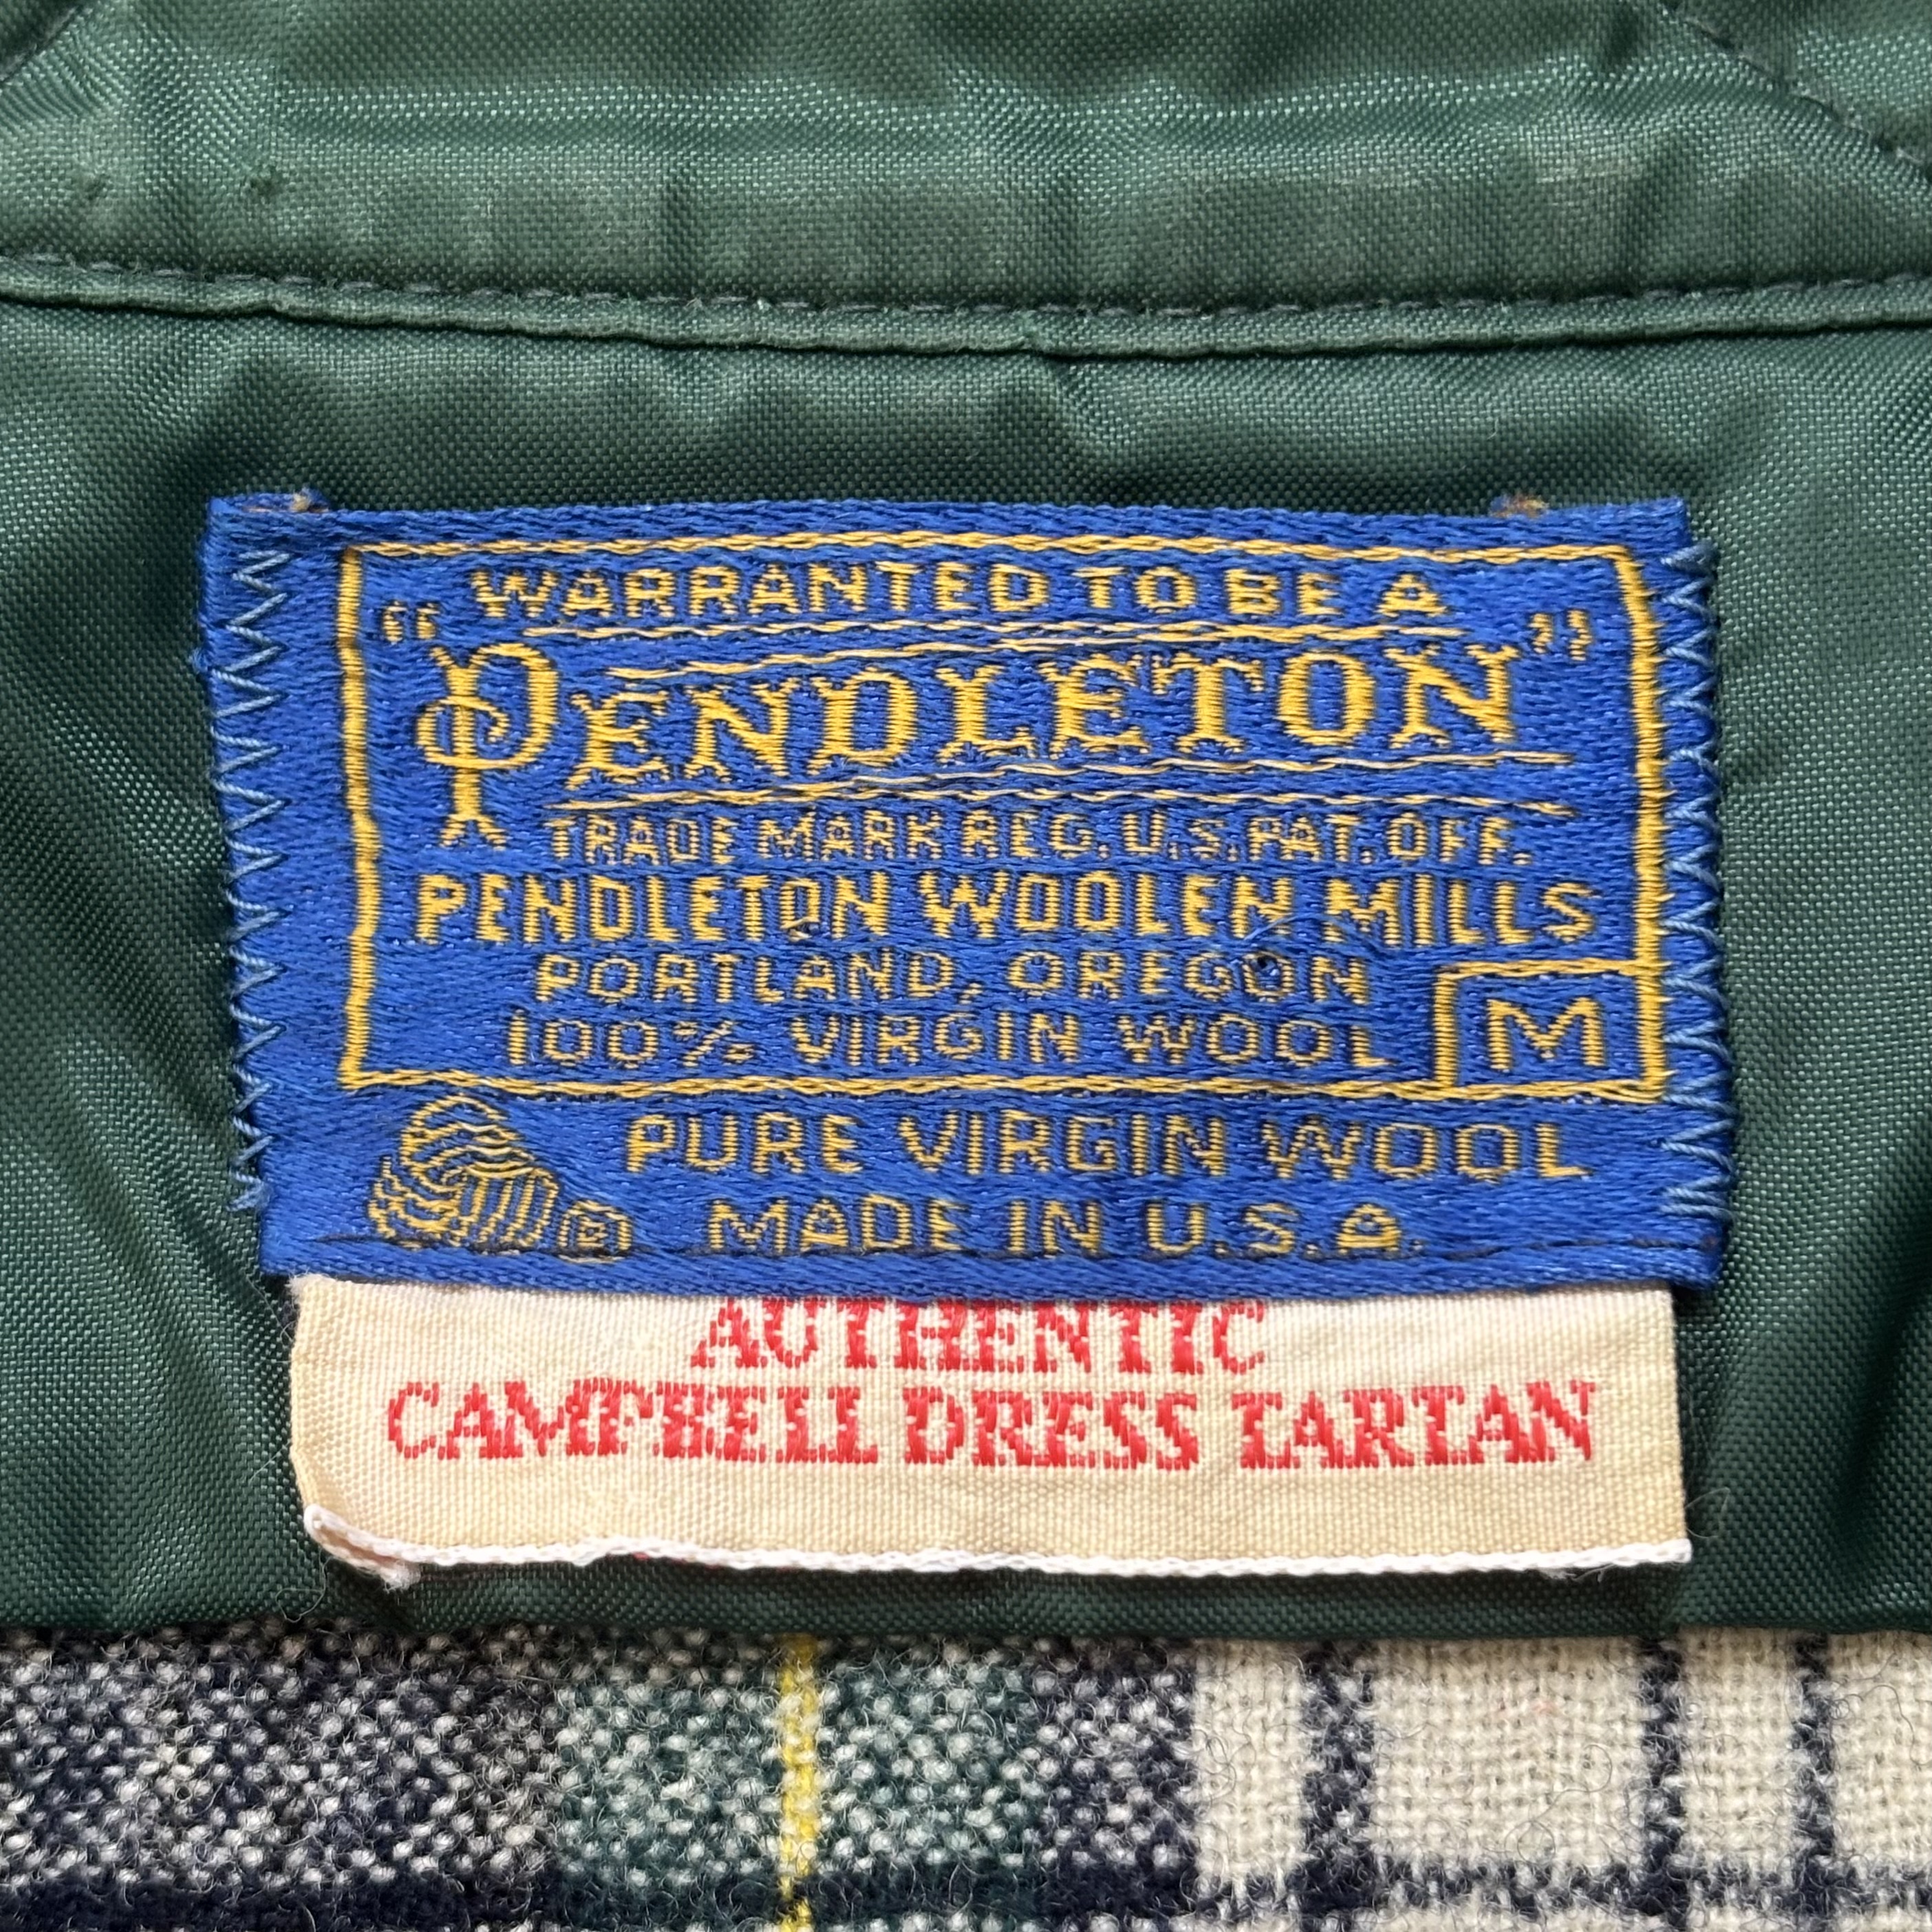 WARRANTED TO BE A
"PENDLETON"
TRADE MARK REG. U.S. PAT. OFF.
PENDLETON WOOLEN MILLS
PORTLAND, OREGON
100% VIRGIN WOOL
M
PURE VIRGIN WOOL
MADE IN U.S.A.
AUTHENTIC
CAMPBELL DRESS TARTAN